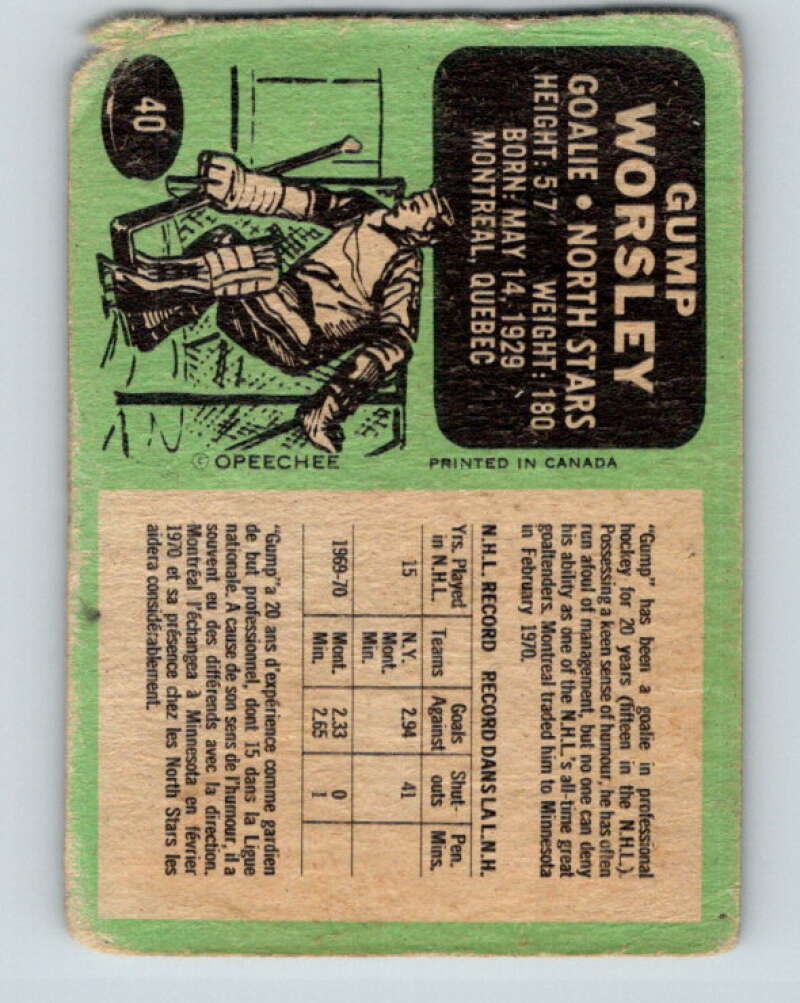 GUMP
WORSLEY
GOALIE • NORTH STARS
HEIGHT: 5'7 WEIGHT: 180
BORN: MAY 14, 1929
MONTREAL, QUEBEC
40
© OPEECHEE
PRINTED IN CANADA
"Gump" has been a goalie in professional
hockey for 20 years (fifteen in the N.H.L.).
Possessing a keen sense of humour, he has often
run afoul of management, but no one can deny
his ability as one of the N.H.L.'s all-time great
goaltenders. Montreal traded him to Minnesota
in February 1970.
N.H.L. RECORD RECORD DANS LA L.N.H.
Yrs. Played Teams Goals Shut- Pen.
in N.H.L. Against outs Mins.
15 N.Y. 2.94 41
Mont.
Min.
1969-70 Mont. 2.33 0
Min. 2.65 1
"Gump" a 20 ans d'expérience comme gardien
de but professionnel, dont 15 dans la Ligue
nationale. A cause de son sens de l'humour, il a
souvent eu des différends avec la direction.
Montréal l'échangea à Minnesota en février
1970 et sa présence chez les North Stars les
aidera considérablement.